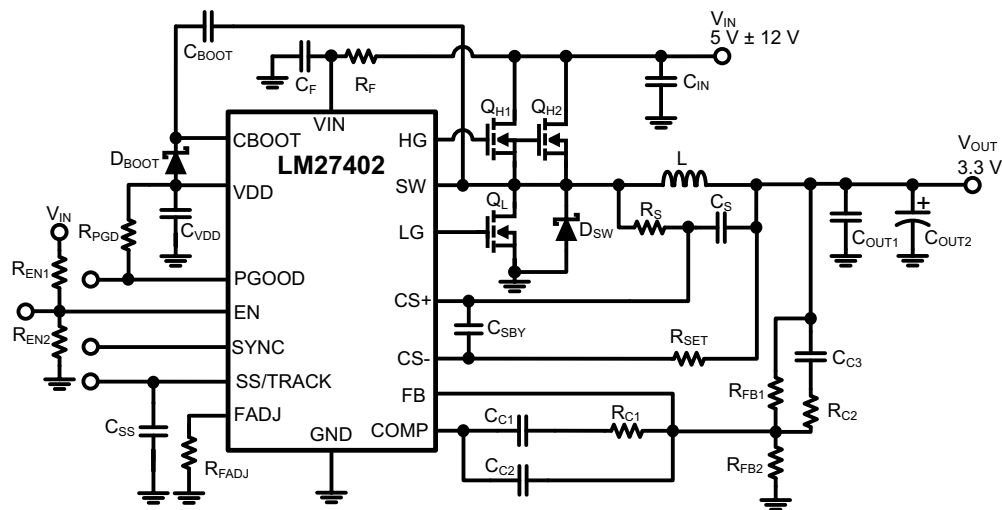 V_IN
5 V ± 12 V
C_BOOT
C_F
R_F
C_IN
VIN
Q_H1
Q_H2
CBOOT
HG
LM27402
D_BOOT
V_OUT
3.3 V
VDD
SW
L
V_IN
R_PGD
C_VDD
Q_L
D_SW
R_S
C_S
LG
C_OUT1
+
C_OUT2
R_EN1
PGOOD
CS+
EN
C_SBY
R_EN2
SYNC
CS-
R_SET
C_C3
SS/TRACK
FB
R_FB1
C_SS
FADJ
C_C1
R_C1
R_C2
COMP
GND
R_FADJ
C_C2
R_FB2